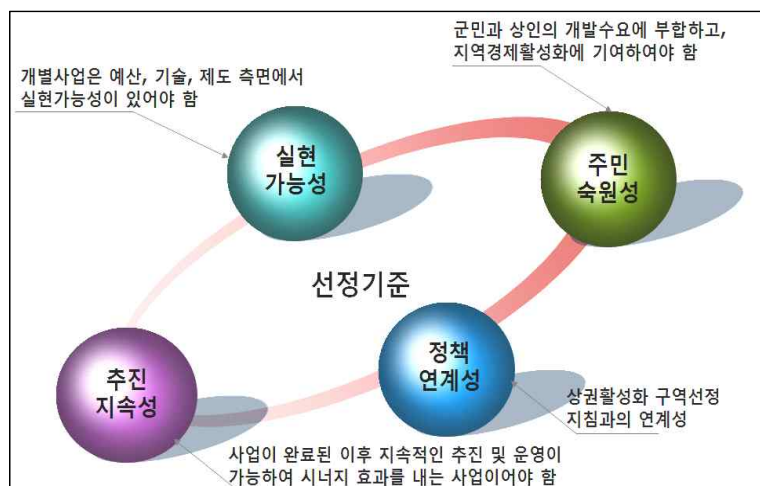 군민과 상인의 개발수요에 부합하고,
지역경제활성화에 기여하여야 함
개별사업은 예산, 기술, 제도 측면에서
실현가능성이 있어야 함
실현
가능성
주민
숙원성
선정기준
정책
연계성
추진
지속성
상권활성화 구역선정
지침과의 연계성
사업이 완료된 이후 지속적인 추진 및 운영이
가능하여 시너지 효과를 내는 사업이어야 함